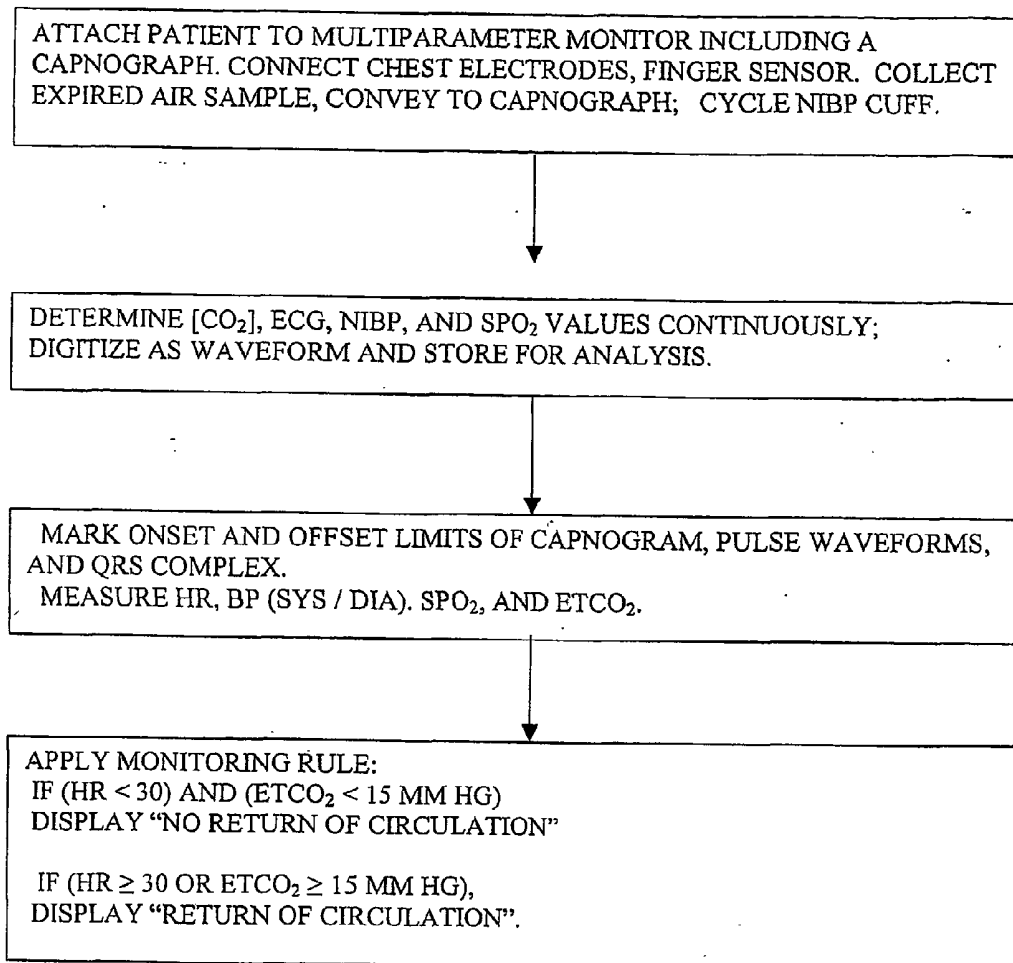 ATTACH PATIENT TO MULTIPARAMETER MONITOR INCLUDING A
CAPNOGRAPH. CONNECT CHEST ELECTRODES, FINGER SENSOR. COLLECT
EXPIRED AIR SAMPLE, CONVEY TO CAPNOGRAPH; CYCLE NIBP CUFF.
DETERMINE [CO₂], ECG, NIBP, AND SPO₂ VALUES CONTINUOUSLY;
DIGITIZE AS WAVEFORM AND STORE FOR ANALYSIS.
MARK ONSET AND OFFSET LIMITS OF CAPNOGRAM, PULSE WAVEFORMS,
AND QRS COMPLEX.
MEASURE HR, BP (SYS / DIA). SPO₂, AND ETCO₂.
APPLY MONITORING RULE:
IF (HR < 30) AND (ETCO₂ < 15 MM HG)
DISPLAY “NO RETURN OF CIRCULATION”
IF (HR ≥ 30 OR ETCO₂ ≥ 15 MM HG),
DISPLAY “RETURN OF CIRCULATION”.